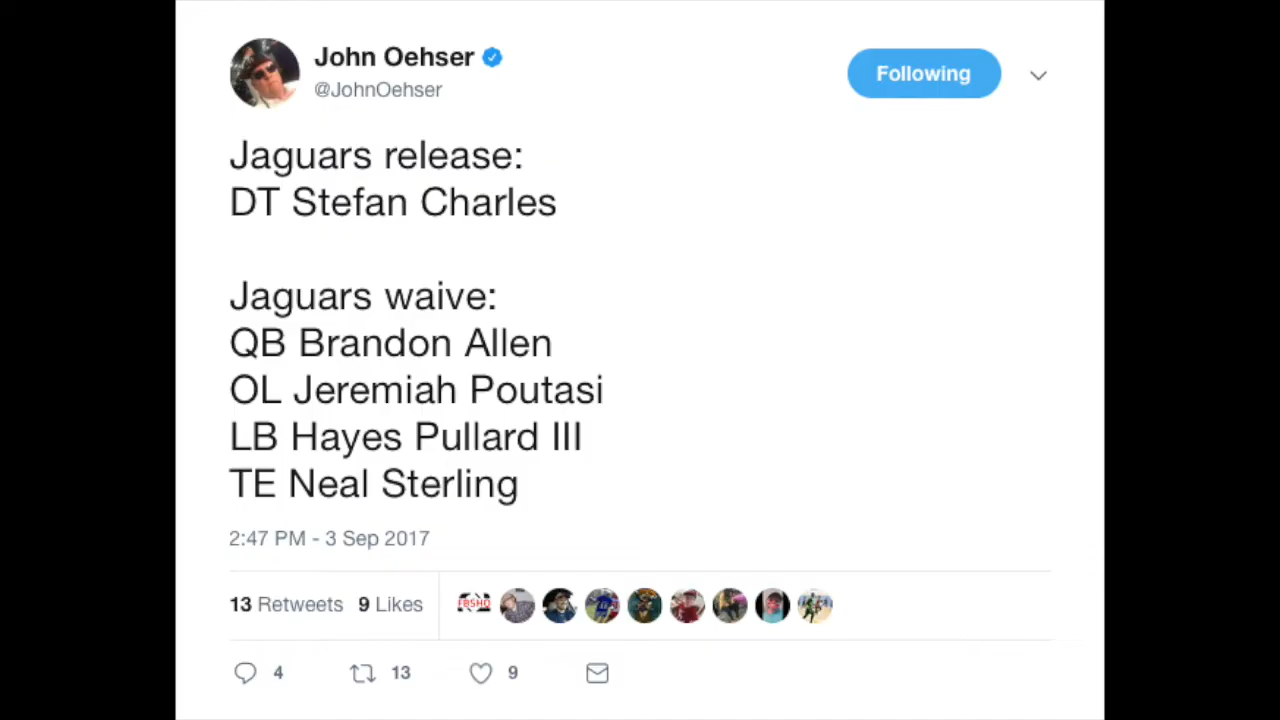 John Oehser
@JohnOehser
Following
Jaguars release:
DT Stefan Charles
Jaguars waive:
QB Brandon Allen
OL Jeremiah Poutasi
LB Hayes Pullard III
TE Neal Sterling
2:47 PM - 3 Sep 2017
13 Retweets 9 Likes
FBSHQ
4 13 9